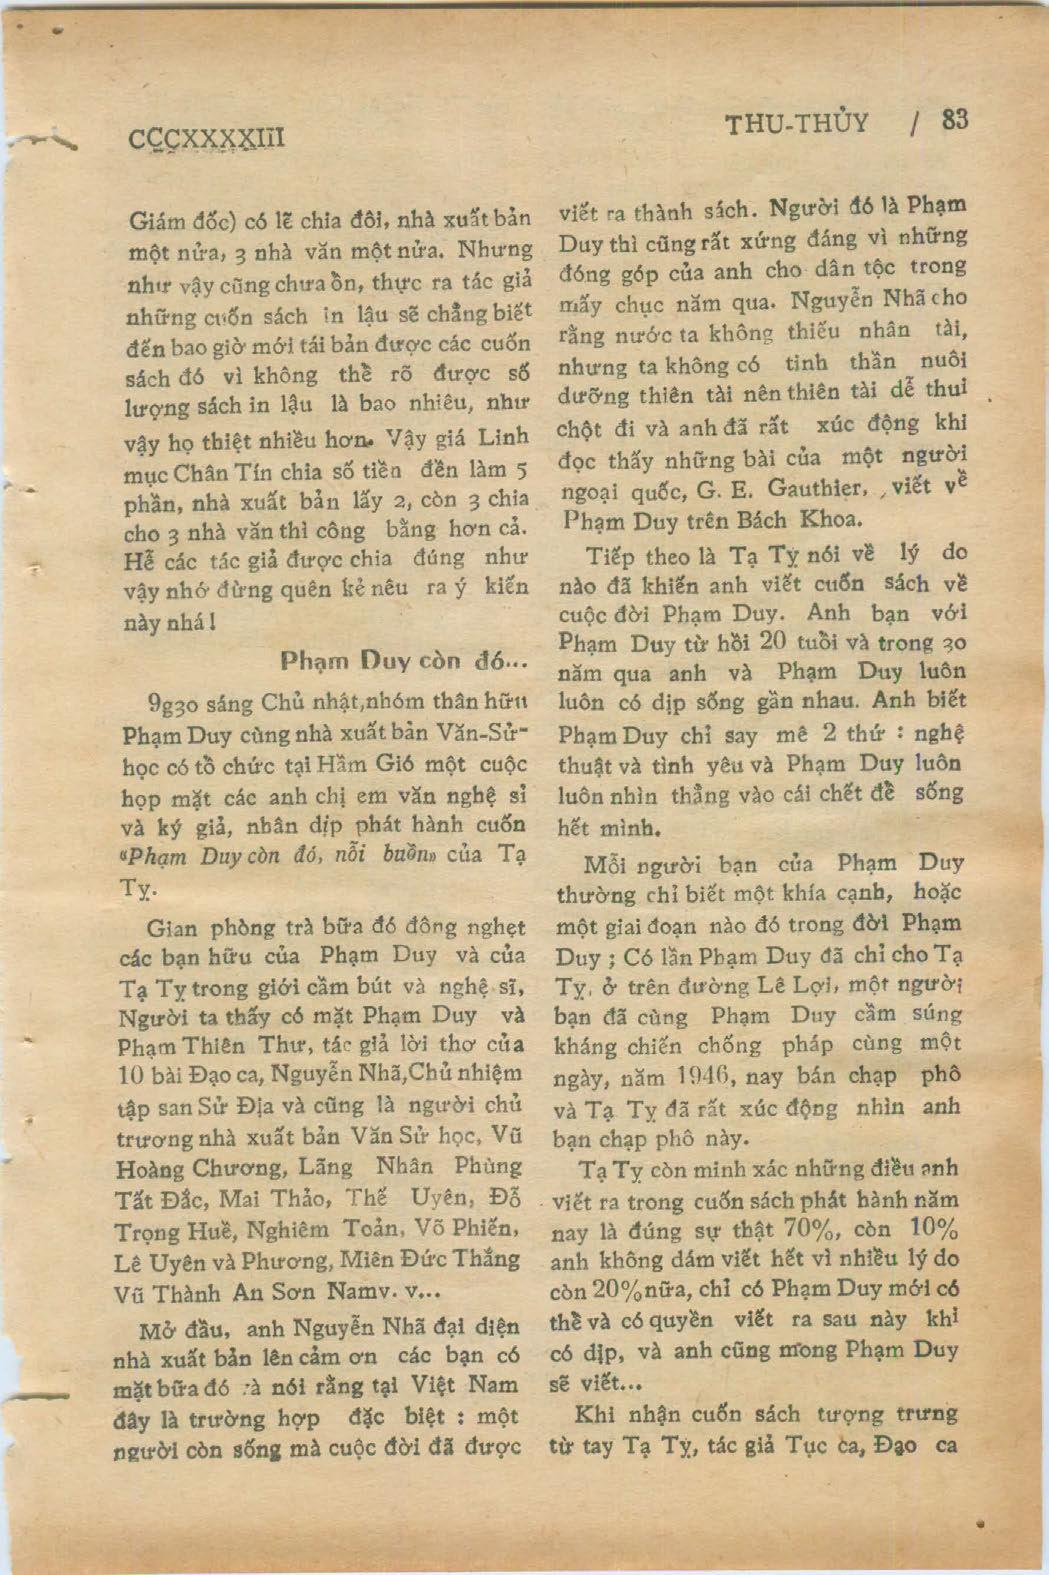 CCCXXXXIII
THU-THỦY / 83
Giám đốc) có lẽ chia đôi, nhà xuất bản
một nửa, 3 nhà văn một nửa. Nhưng
như vậy cũng chưa ổn, thực ra tác giả
những cuốn sách in lậu sẽ chẳng biết
đến bao giờ mới tái bản được các cuốn
sách đó vì không thể rõ được số
lượng sách in lậu là bao nhiêu, như
vậy họ thiệt nhiều hơn. Vậy giá Linh
mục Chân Tín chia số tiền đền làm 5
phần, nhà xuất bản lấy 2, còn 3 chia
cho 3 nhà văn thì công bằng hơn cả.
Hễ các tác giả được chia đúng như
vậy nhớ đừng quên kẻ nêu ra ý kiến
này nhá !
Phạm Duy còn đó...
9g30 sáng Chủ nhật,nhóm thân hữu
Phạm Duy cùng nhà xuất bản Văn-Sử-
học có tổ chức tại Hầm Gió một cuộc
họp mặt các anh chị em văn nghệ sĩ
và ký giả, nhân dịp phát hành cuốn
«Phạm Duy còn đó, nỗi buồn» của Tạ
Tỵ.
Gian phòng trà bữa đó đông nghẹt
các bạn hữu của Phạm Duy và của
Tạ Tỵ trong giới cầm bút và nghệ sĩ,
Người ta thấy có mặt Phạm Duy và
Phạm Thiên Thư, tác giả lời thơ của
10 bài Đạo ca, Nguyễn Nhã,Chủ nhiệm
tập san Sử Địa và cũng là người chủ
trương nhà xuất bản Văn Sử học, Vũ
Hoàng Chương, Lãng Nhân Phùng
Tất Đắc, Mai Thảo, Thế Uyên, Đỗ
Trọng Huề, Nghiêm Toản, Võ Phiến,
Lê Uyên và Phương, Miên Đức Thắng
Vũ Thành An Sơn Namv. v...
Mở đầu, anh Nguyễn Nhã đại diện
nhà xuất bản lên cảm ơn các bạn có
mặt bữa đó và nói rằng tại Việt Nam
đây là trường hợp đặc biệt : một
người còn sống mà cuộc đời đã được
viết ra thành sách. Người đó là Phạm
Duy thì cũng rất xứng đáng vì những
đóng góp của anh cho dân tộc trong
mấy chục năm qua. Nguyễn Nhã cho
rằng nước ta không thiếu nhân tài,
nhưng ta không có tinh thần nuôi
dưỡng thiên tài nên thiên tài dễ thui
chột đi và anh đã rất xúc động khi
đọc thấy những bài của một người
ngoại quốc, G. E. Gauthier, viết về
Phạm Duy trên Bách Khoa.
Tiếp theo là Tạ Tỵ nói về lý do
nào đã khiến anh viết cuốn sách về
cuộc đời Phạm Duy. Anh bạn với
Phạm Duy từ hồi 20 tuổi và trong 30
năm qua anh và Phạm Duy luôn
luôn có dịp sống gần nhau. Anh biết
Phạm Duy chỉ say mê 2 thứ : nghệ
thuật và tình yêu và Phạm Duy luôn
luôn nhìn thẳng vào cái chết để sống
hết mình.
Mỗi người bạn của Phạm Duy
thường chỉ biết một khía cạnh, hoặc
một giai đoạn nào đó trong đời Phạm
Duy ; Có lần Phạm Duy đã chỉ cho Tạ
Tỵ, ở trên đường Lê Lợi, một người
bạn đã cùng Phạm Duy cầm súng
kháng chiến chống pháp cùng một
ngày, năm 1946, nay bán chạp phô
và Tạ Tỵ đã rất xúc động nhìn anh
bạn chạp phô này.
Tạ Tỵ còn minh xác những điều anh
viết ra trong cuốn sách phát hành năm
nay là đúng sự thật 70%, còn 10%
anh không dám viết hết vì nhiều lý do
còn 20% nữa, chỉ có Phạm Duy mới có
thể và có quyền viết ra sau này khi
có dịp, và anh cũng mong Phạm Duy
sẽ viết...
Khi nhận cuốn sách tượng trưng
từ tay Tạ Tỵ, tác giả Tục ca, Đạo ca